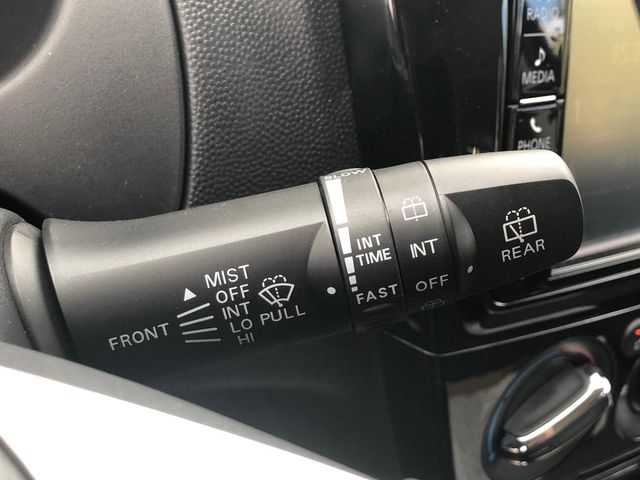 MEDIA
PHONE
SLOW
INT
TIME
FAST
INT
OFF
REAR
FRONT
MIST
OFF
INT
LO
HI
PULL